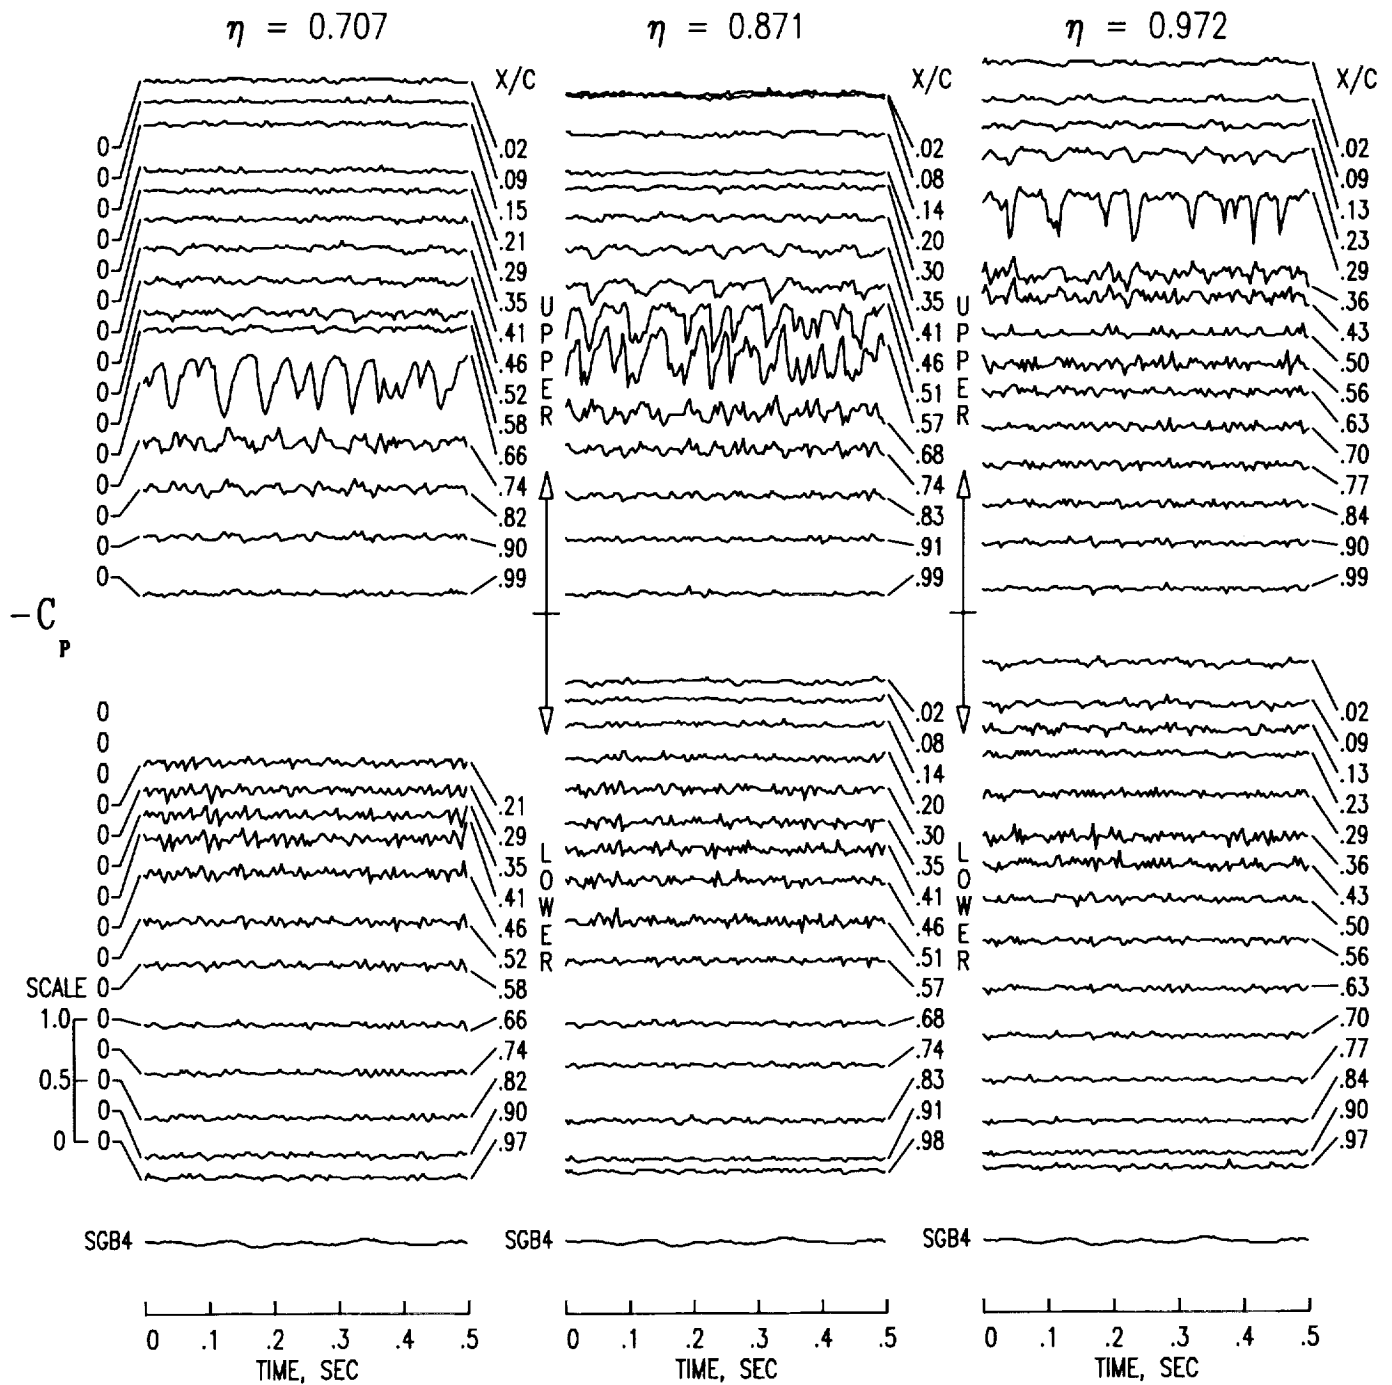 η = 0.707
η = 0.871
η = 0.972
X/C
X/C
X/C
0 .02 .02 .02
0 .09 .08 .09
0 .15 .14 .13
0 .21 .20 .23
0 .29 .30 .29
0 .35 .35 .36
0 .41 .41 .43
0 .46 .46 .50
0 .52 .51 .56
0 .58 .57 .63
0 .66 .68 .70
0 .74 .74 .77
0 .82 .83 .84
0 .90 .91 .90
0 .99 .99 .99
UPPER
UPPER
-C
P
0 .02 .02
0 .08 .09
0 .14 .13
0 .21 .20 .23
0 .29 .30 .29
0 .35 .35 .36
0 .41 .41 .43
0 .46 .46 .50
0 .52 .51 .56
SCALE 0 .58 .57 .63
1.0 0 .66 .68 .70
0 .74 .74 .77
0.5 0 .82 .83 .84
0 .90 .91 .90
0 0 .97 .98 .97
LOWER
LOWER
SGB4 SGB4 SGB4
0 .1 .2 .3 .4 .5
TIME, SEC
0 .1 .2 .3 .4 .5
TIME, SEC
0 .1 .2 .3 .4 .5
TIME, SEC